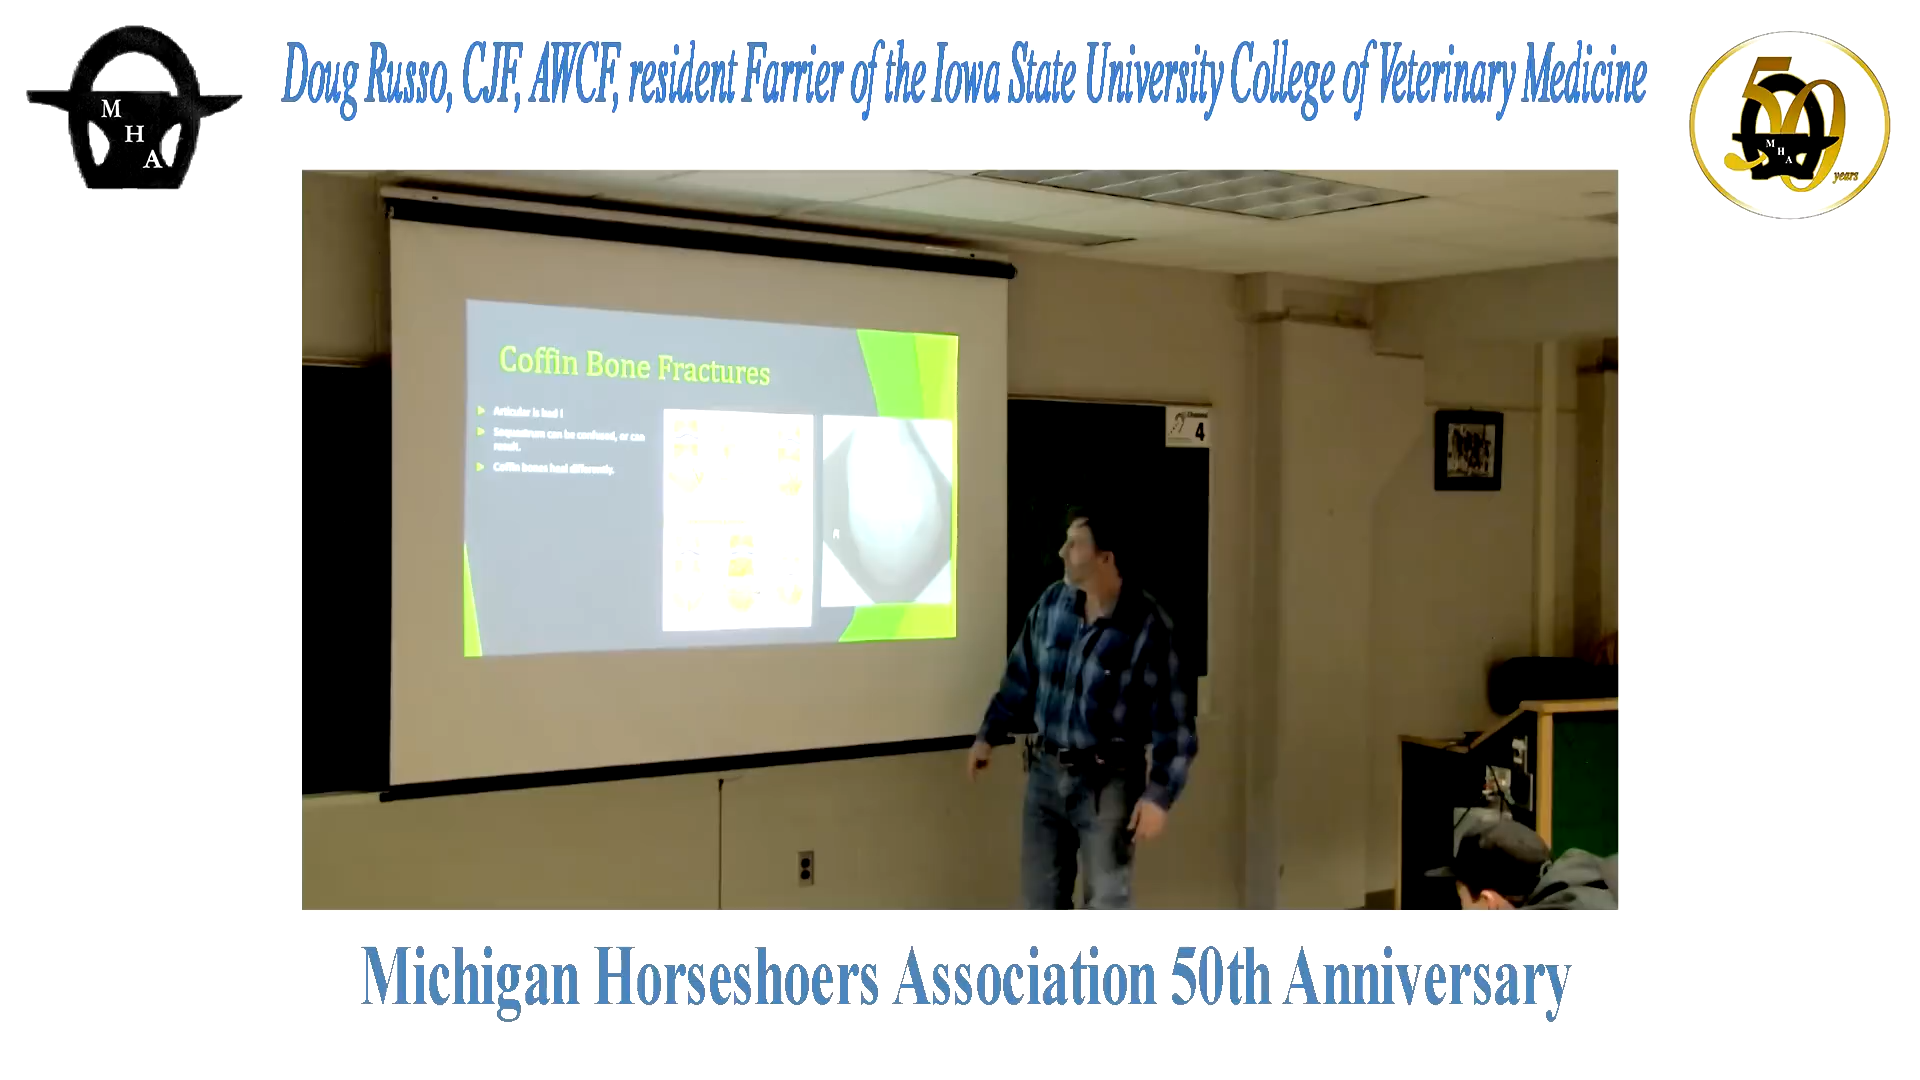 Doug Russo, CJF, AWCF, resident Farrier of the Iowa State University College of Veterinary Medicine
M
H
A
50
M
H
A
years
Coffin Bone Fractures
Articular is bad !
Sequestrum can be confused, or can
result.
Coffin bones heal differently.
R
4
Michigan Horseshoers Association 50th Anniversary